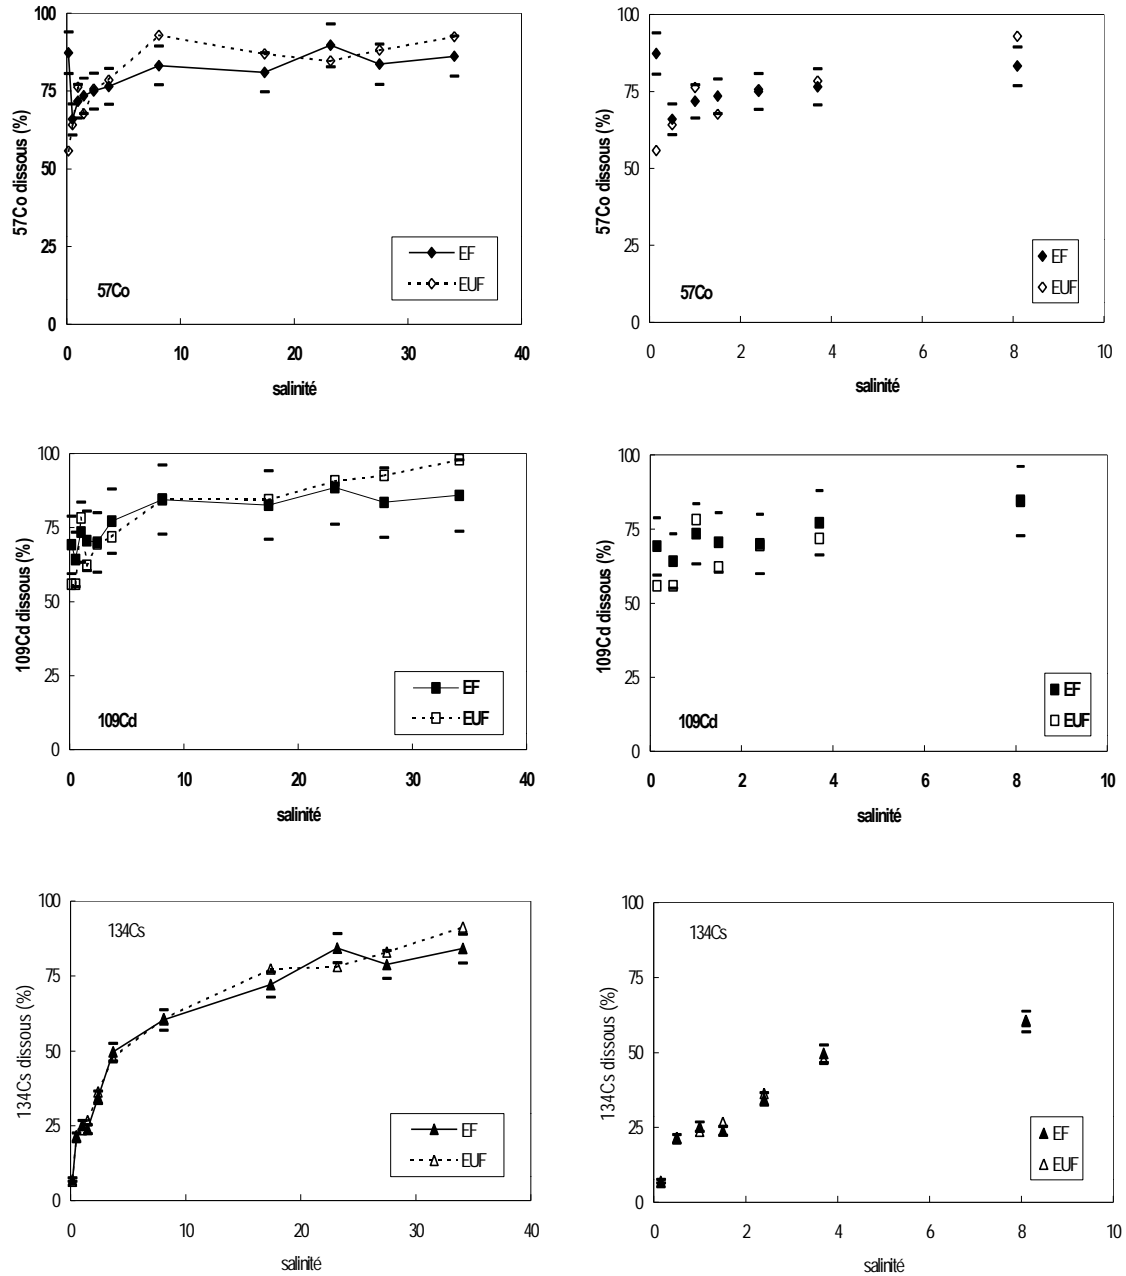 100
75
50
25
0
57Co dissous (%)
57Co
EF
EUF
0 10 20 30 40
salinité
100
75
50
25
0
57Co dissous (%)
57Co
EF
EUF
0 2 4 6 8 10
salinité
100
75
50
25
0
109Cd dissous (%)
109Cd
EF
EUF
0 10 20 30 40
salinité
100
75
50
25
0
109Cd dissous (%)
109Cd
EF
EUF
0 2 4 6 8 10
salinité
100
75
50
25
0
134Cs dissous (%)
134Cs
EF
EUF
0 10 20 30 40
salinité
100
75
50
25
0
134Cs dissous (%)
134Cs
EF
EUF
0 2 4 6 8 10
salinité